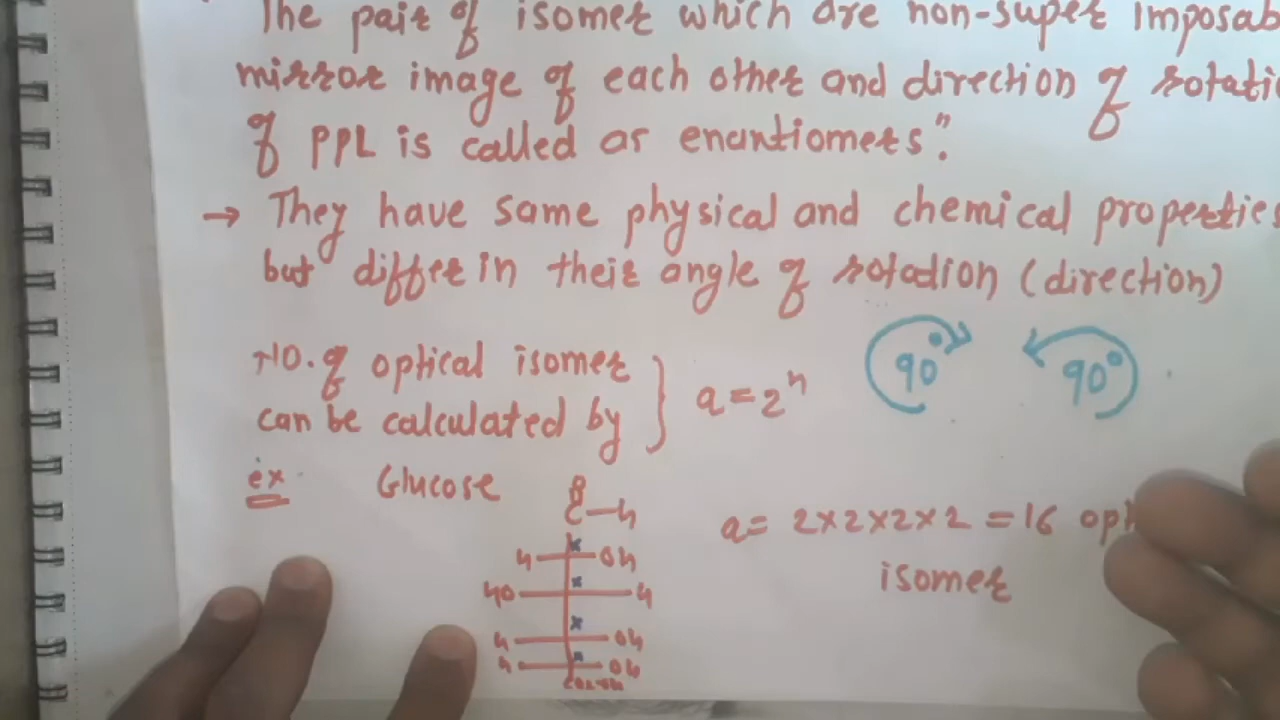 "The pair of isomer which are non-super imposab
mirror image of each other and direction of rotati
of PPL is called as enantiomers".
→ They have same physical and chemical properties
but differ in their angle of rotation (direction)
90° 90°
No. of optical isomer
can be calculated by } a = 2ⁿ
ex. Glucose
O
C—H
H OH
HO H
H OH
H OH
CH2OH
a = 2×2×2×2 = 16 opt
isomer